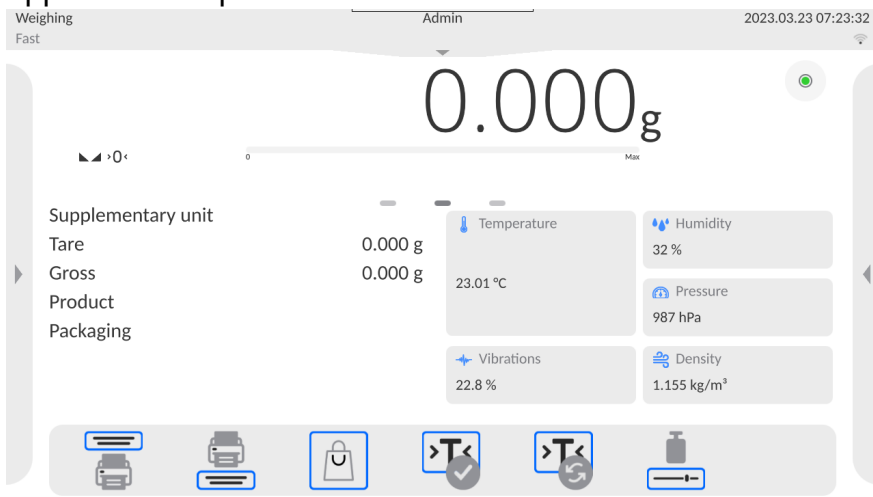 Weighing Admin 2023.03.23 07:23:32
Fast
0.000g
>0<
0 Max
Supplementary unit
Tare 0.000 g
Gross 0.000 g
Product
Packaging
Temperature
23.01 °C
Humidity
32 %
Pressure
987 hPa
Vibrations
22.8 %
Density
1.155 kg/m³
>T< >T<